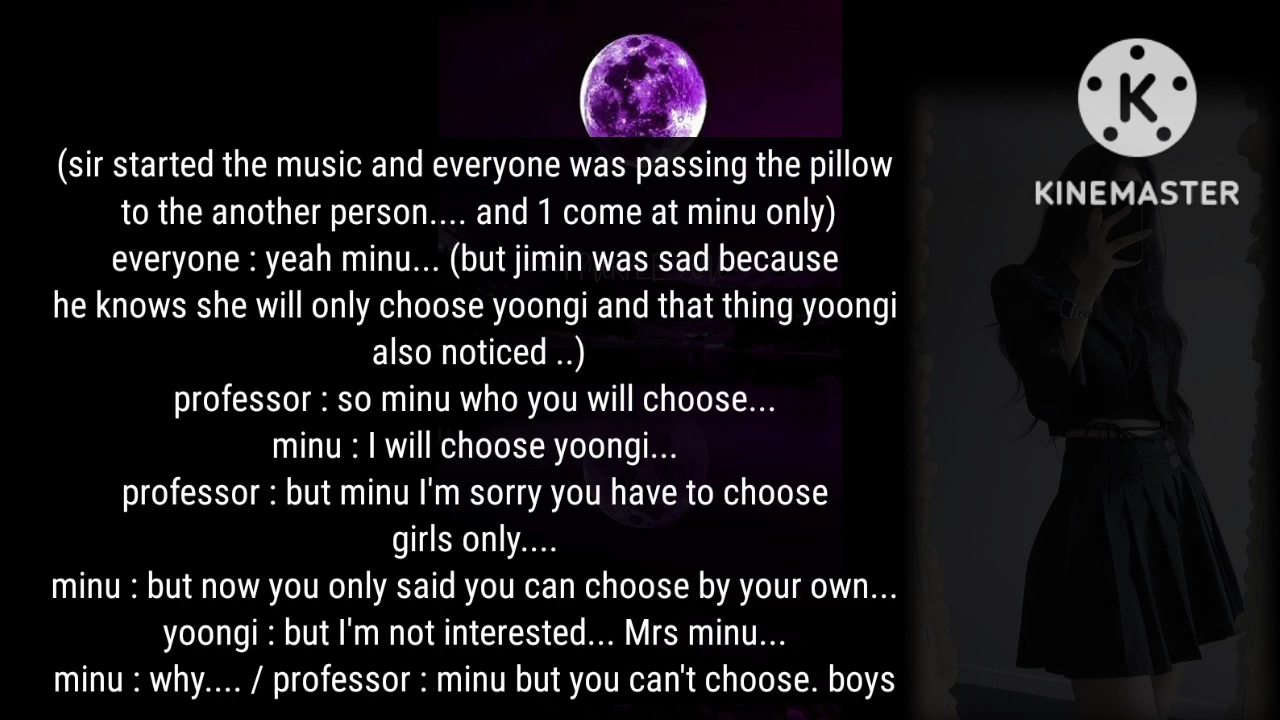 (sir started the music and everyone was passing the pillow
to the another person.... and 1 come at minu only)
everyone : yeah minu... (but jimin was sad because
he knows she will only choose yoongi and that thing yoongi
also noticed ..)
professor : so minu who you will choose...
minu : I will choose yoongi...
professor : but minu I'm sorry you have to choose
girls only....
minu : but now you only said you can choose by your own...
yoongi : but I'm not interested... Mrs minu...
minu : why.... / professor : minu but you can't choose. boys
K
KINEMASTER